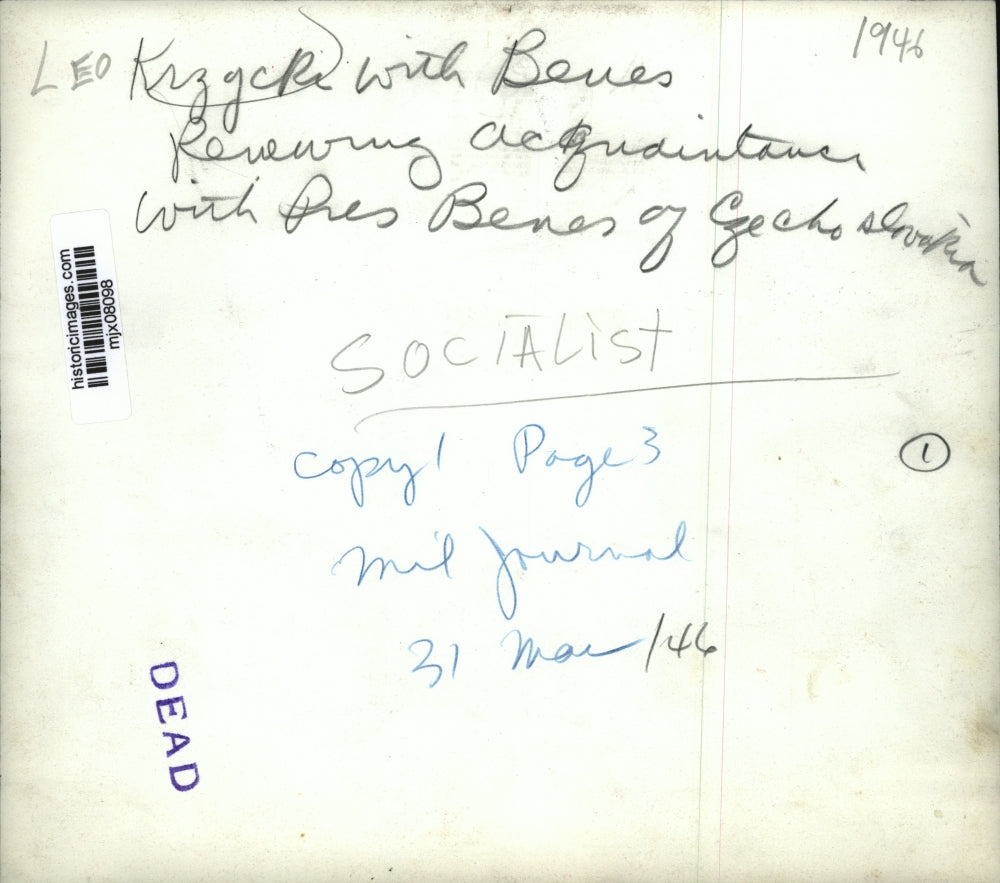 1946
LEO Krzycki with Benes
Renewing acquaintance
with Pres Benes of Czechoslovakia
historicimages.com
mjx08098
SOCIALIST
copy 1 Page 3
1
Mil Journal
31 Mar /46
DEAD